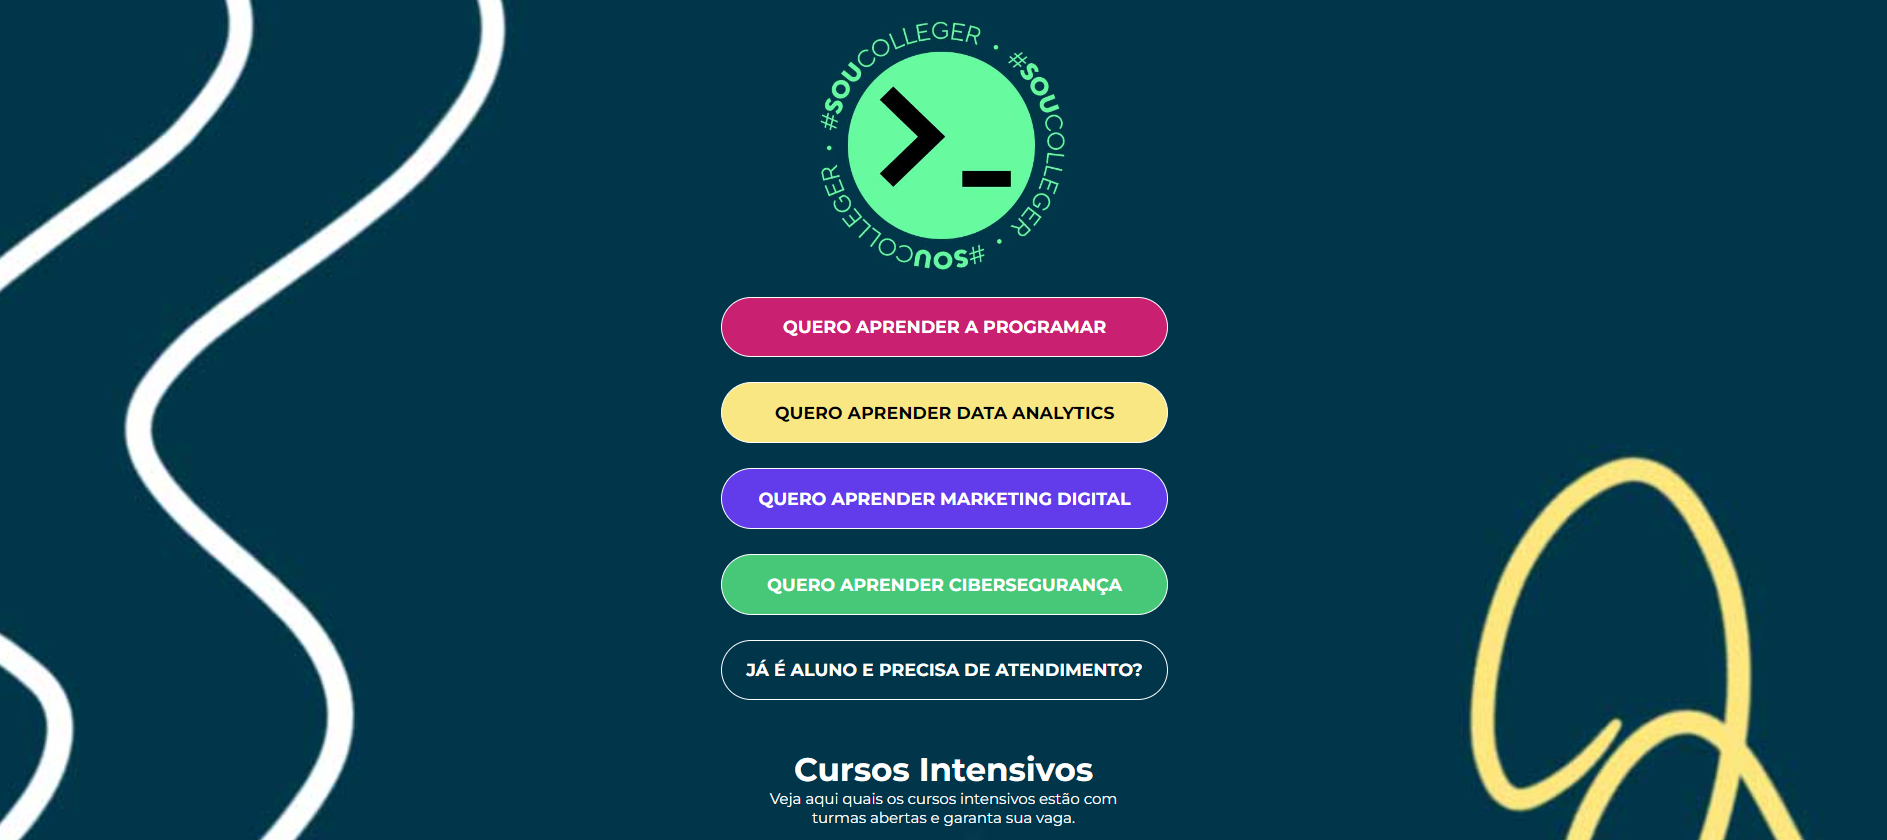 #SOUCOLLEGER • #SOUCOLLEGER • #SOUCOLLEGER •
>_
QUERO APRENDER A PROGRAMAR
QUERO APRENDER DATA ANALYTICS
QUERO APRENDER MARKETING DIGITAL
QUERO APRENDER CIBERSEGURANÇA
JÁ É ALUNO E PRECISA DE ATENDIMENTO?
Cursos Intensivos
Veja aqui quais os cursos intensivos estão com
turmas abertas e garanta sua vaga.